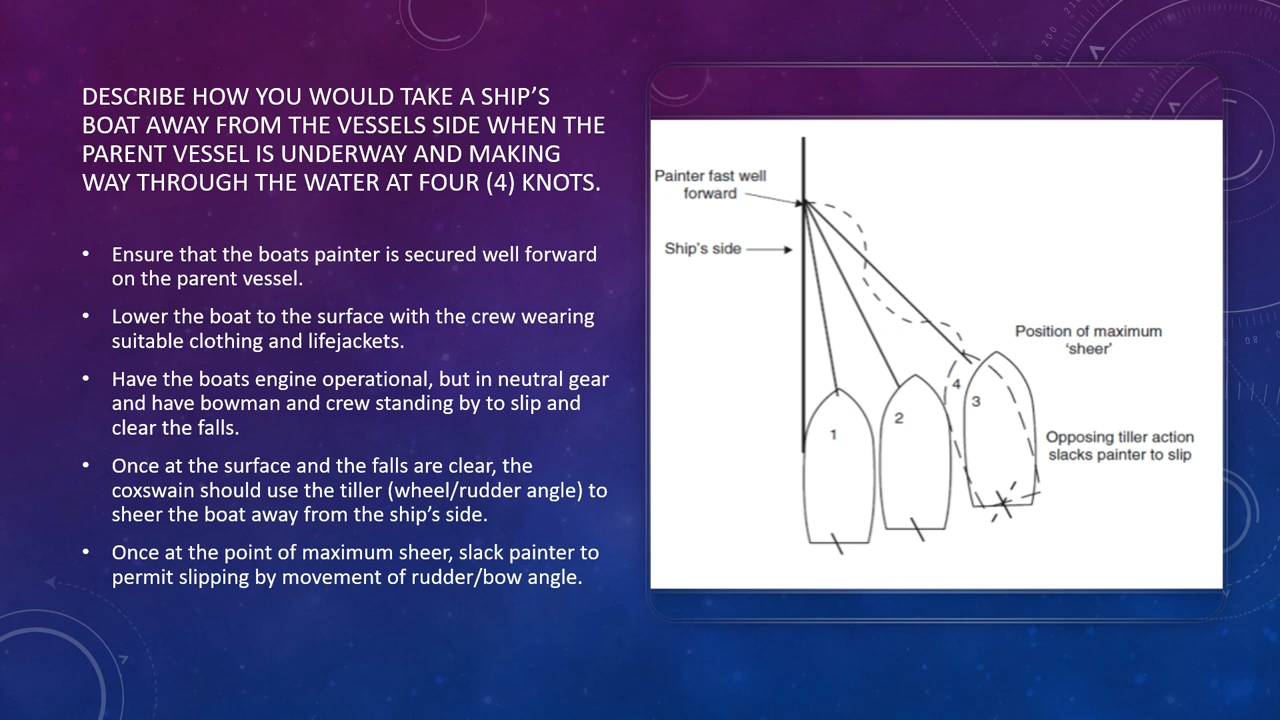 DESCRIBE HOW YOU WOULD TAKE A SHIP’S
BOAT AWAY FROM THE VESSELS SIDE WHEN THE
PARENT VESSEL IS UNDERWAY AND MAKING
WAY THROUGH THE WATER AT FOUR (4) KNOTS.
• Ensure that the boats painter is secured well forward
on the parent vessel.
• Lower the boat to the surface with the crew wearing
suitable clothing and lifejackets.
• Have the boats engine operational, but in neutral gear
and have bowman and crew standing by to slip and
clear the falls.
• Once at the surface and the falls are clear, the
coxswain should use the tiller (wheel/rudder angle) to
sheer the boat away from the ship’s side.
• Once at the point of maximum sheer, slack painter to
permit slipping by movement of rudder/bow angle.
Painter fast well
forward
Ship's side
Position of maximum
‘sheer’
4
3
2
1
Opposing tiller action
slacks painter to slip